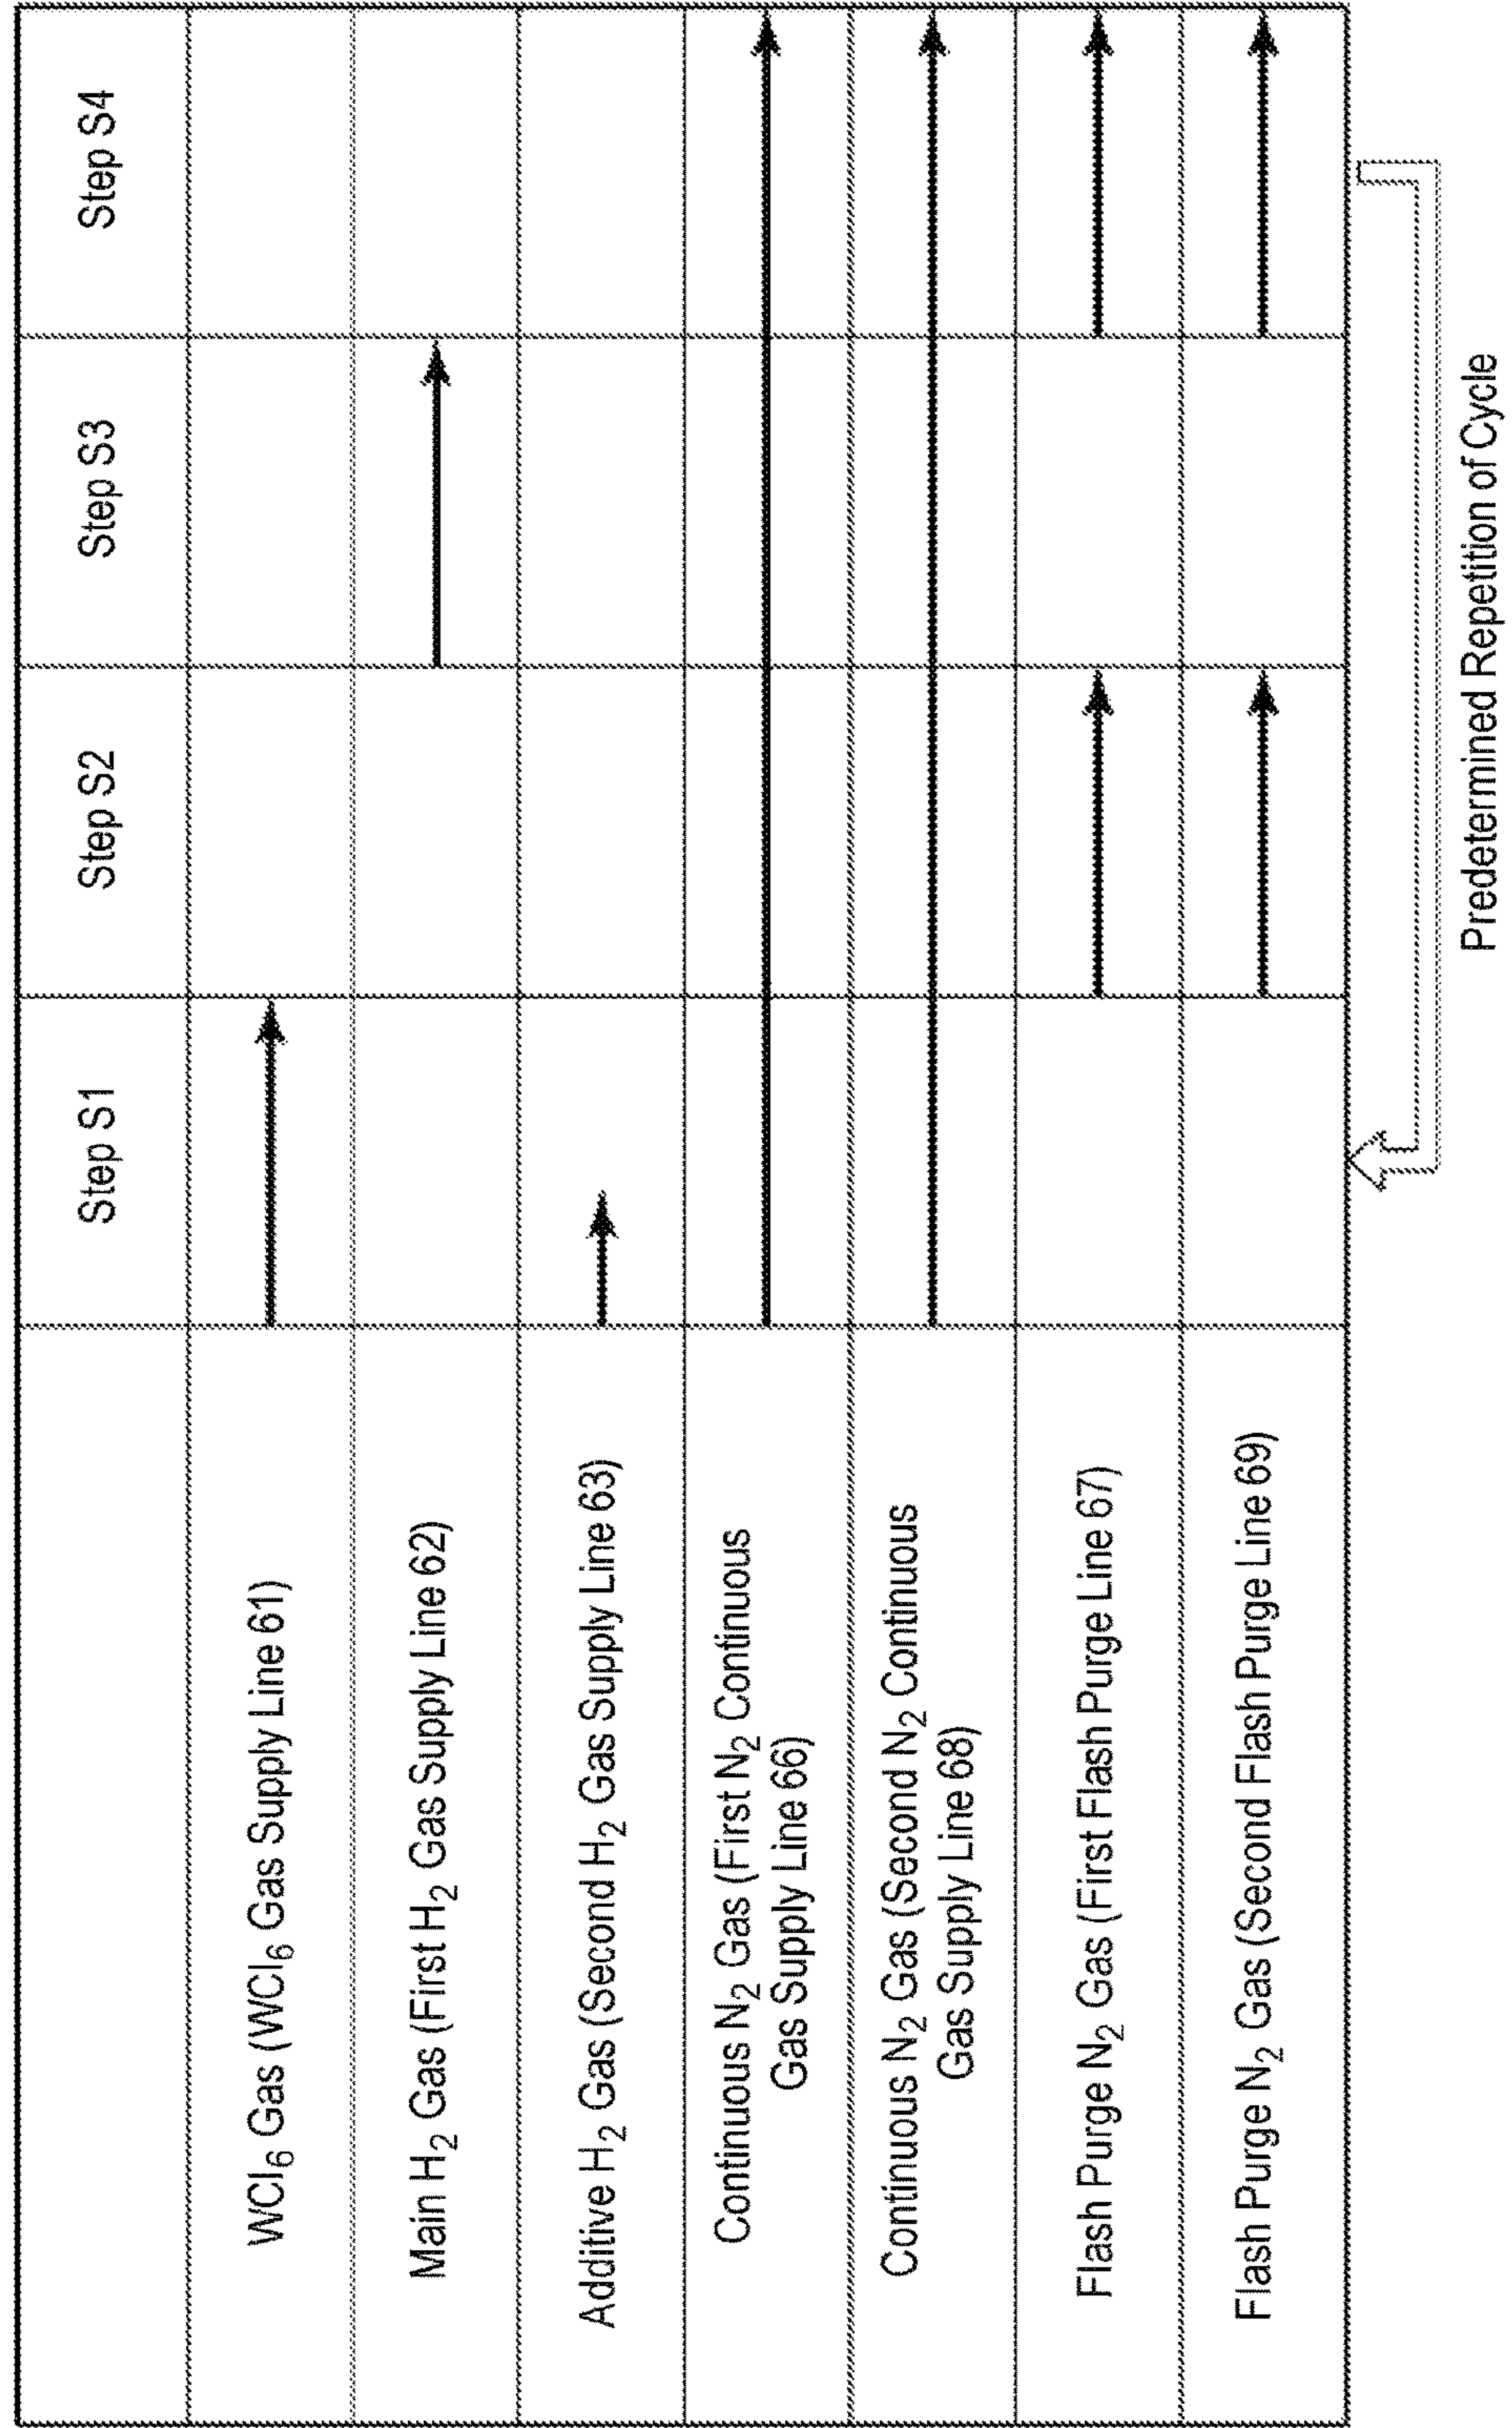 Step S1
Step S2
Step S3
Step S4
WCl₆ Gas (WCl₆ Gas Supply Line 61)
Main H₂ Gas (First H₂ Gas Supply Line 62)
Additive H₂ Gas (Second H₂ Gas Supply Line 63)
Continuous N₂ Gas (First N₂ Continuous
Gas Supply Line 66)
Continuous N₂ Gas (Second N₂ Continuous
Gas Supply Line 68)
Flash Purge N₂ Gas (First Flash Purge Line 67)
Flash Purge N₂ Gas (Second Flash Purge Line 69)
Predetermined Repetition of Cycle